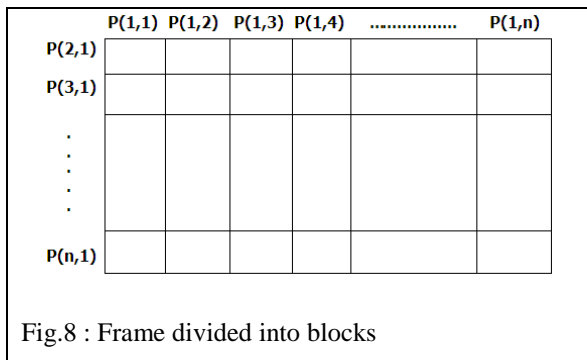 P(1,1) P(1,2) P(1,3) P(1,4) ................. P(1,n)
P(2,1)
P(3,1)
.
.
.
.
.
P(n,1)
Fig.8 : Frame divided into blocks